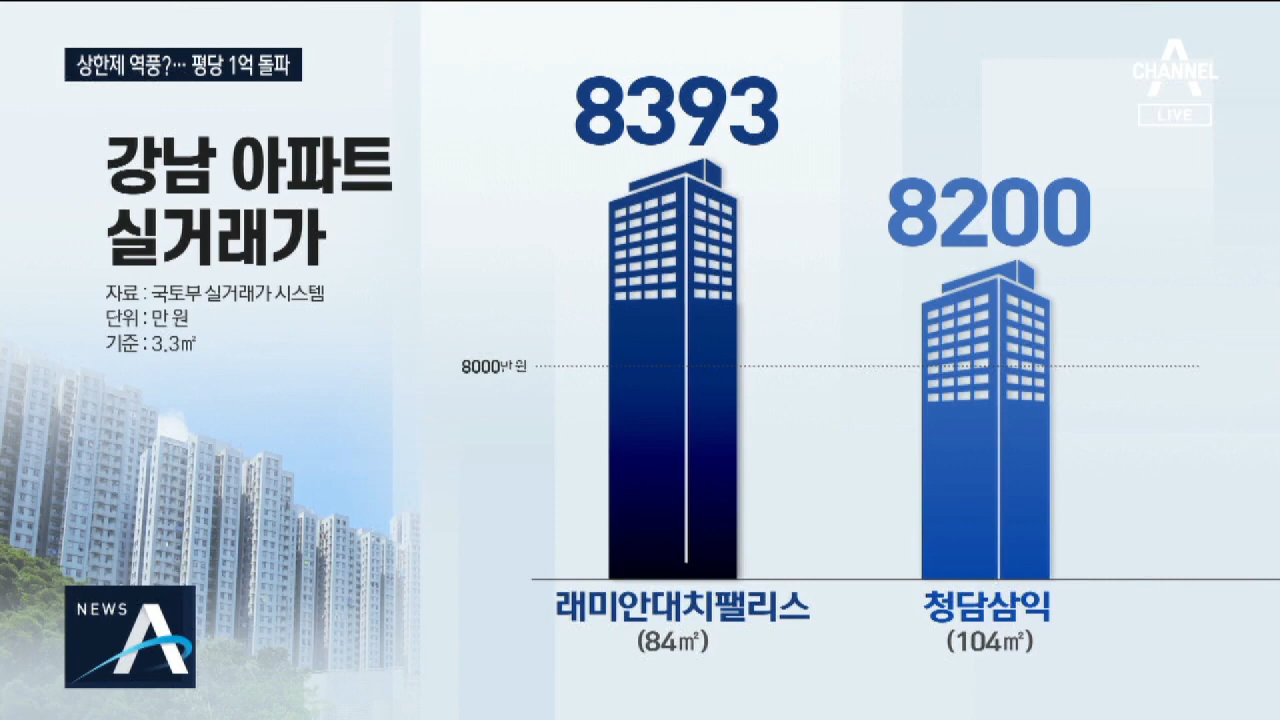 상한제 역풍?… 평당 1억 돌파
CHANNEL A
LIVE
강남 아파트
실거래가
자료 : 국토부 실거래가 시스템
단위 : 만 원
기준 : 3.3㎡
8393
8200
8000만 원
래미안대치팰리스
(84㎡)
청담삼익
(104㎡)
NEWS A